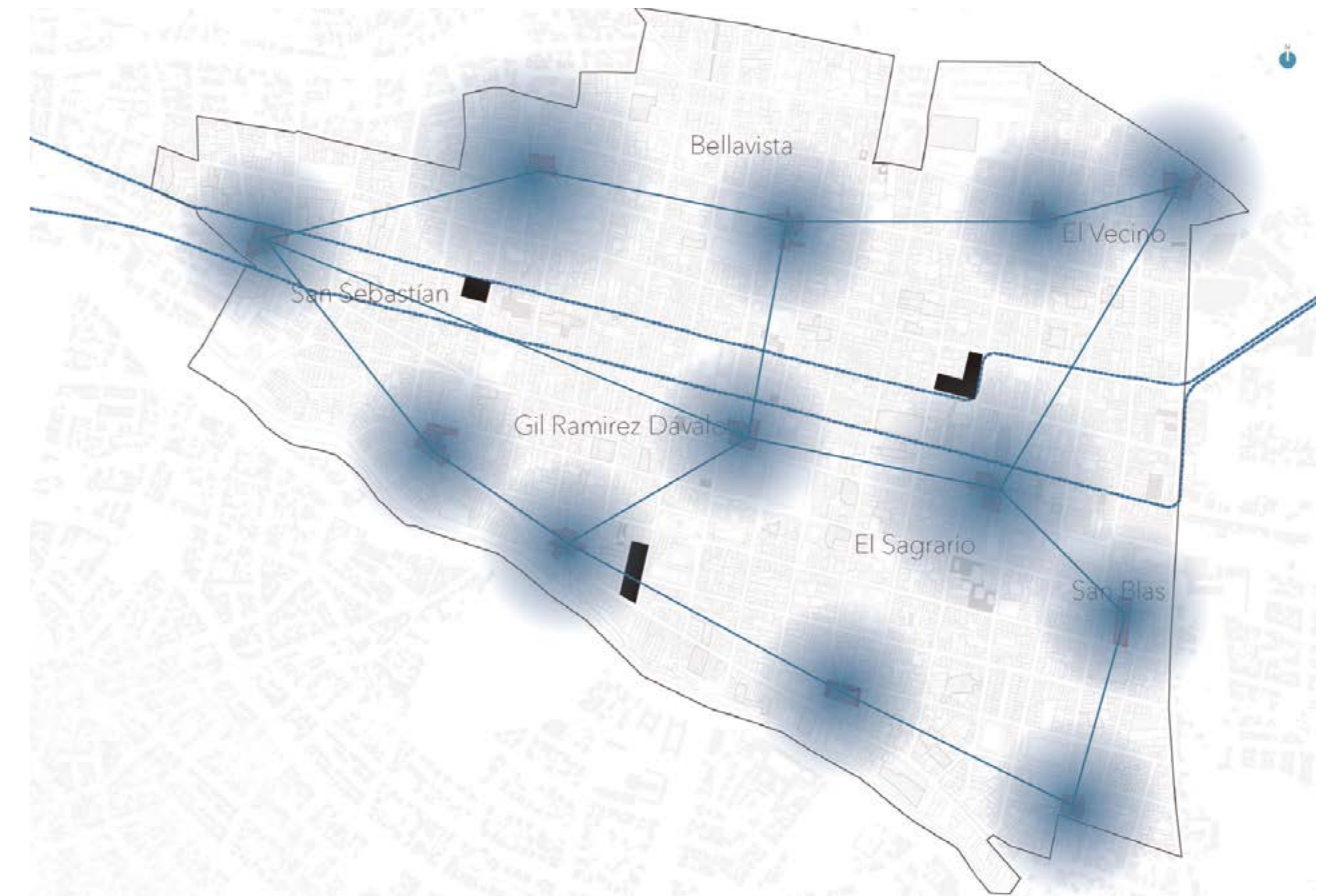 N
Bellavista
El Vecino
San Sebastían
Gil Ramirez Dávalos
El Sagrario
San Blas